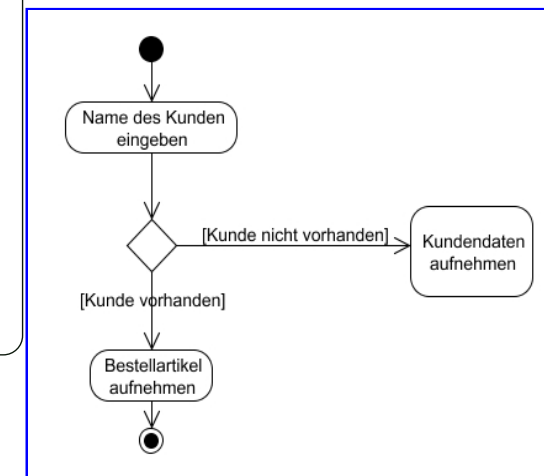 Name des Kunden
eingeben
[Kunde nicht vorhanden]
Kundendaten
aufnehmen
[Kunde vorhanden]
Bestellartikel
aufnehmen